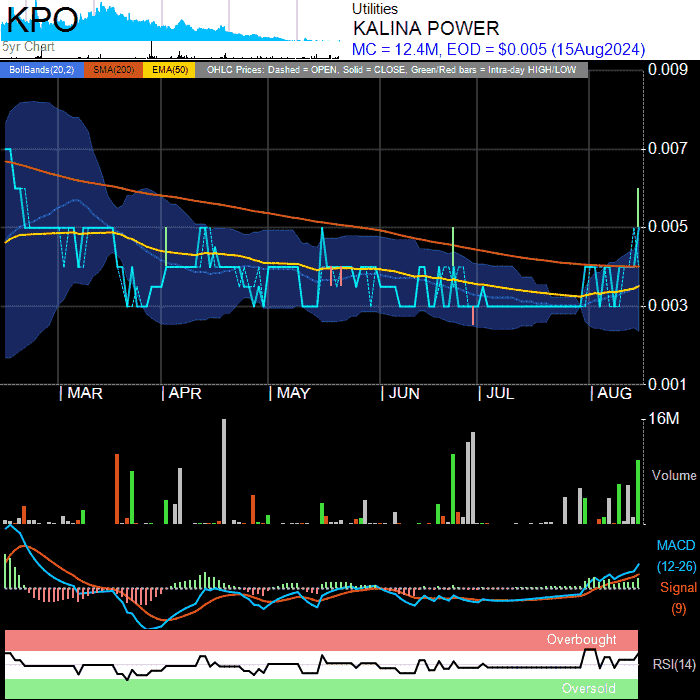 KPO
5yr Chart
Utilities
KALINA POWER
MC = 12.4M, EOD = $0.005 (15Aug2024)
BollBands(20,2) SMA(200) EMA(50) OHLC Prices: Dashed = OPEN, Solid = CLOSE, Green/Red bars = Intra-day HIGH/LOW
0.009
0.007
0.005
0.003
0.001
MAR APR MAY JUN JUL AUG
16M
Volume
MACD
(12-26)
Signal
(9)
Overbought
RSI(14)
Oversold